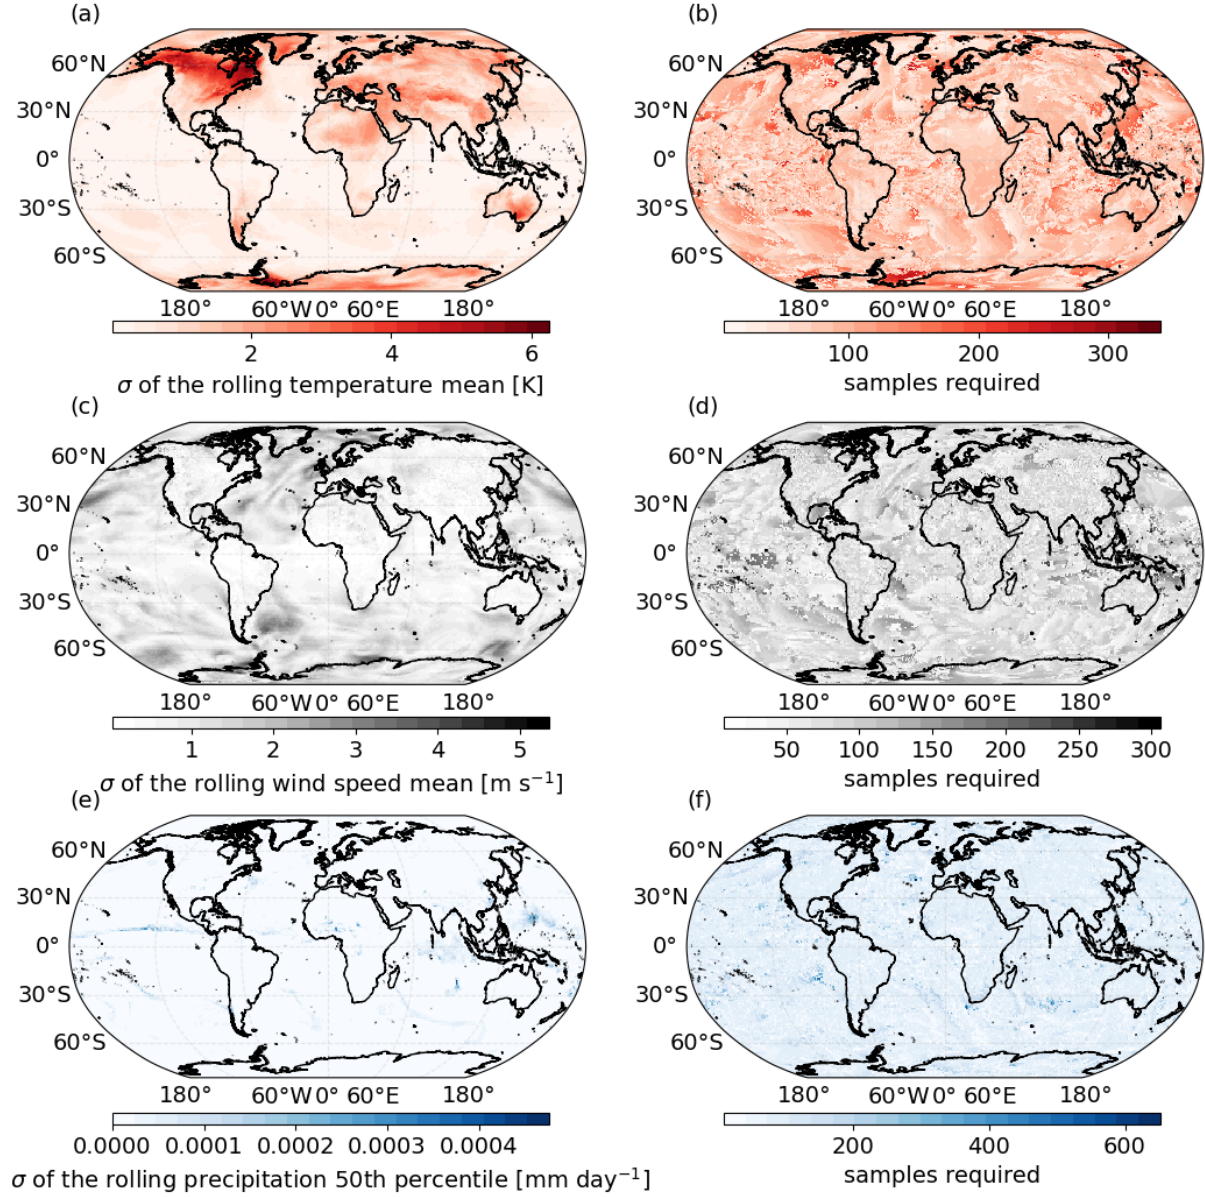 (a)
(b)
60°N
30°N
0°
30°S
60°S
180° 60°W 0° 60°E 180°
2 4 6
σ of the rolling temperature mean [K]
60°N
30°N
0°
30°S
60°S
180° 60°W 0° 60°E 180°
100 200 300
samples required
(c)
(d)
60°N
30°N
0°
30°S
60°S
180° 60°W 0° 60°E 180°
1 2 3 4 5
σ of the rolling wind speed mean [m s⁻¹]
60°N
30°N
0°
30°S
60°S
180° 60°W 0° 60°E 180°
50 100 150 200 250 300
samples required
(e)
(f)
60°N
30°N
0°
30°S
60°S
180° 60°W 0° 60°E 180°
0.0000 0.0001 0.0002 0.0003 0.0004
σ of the rolling precipitation 50th percentile [mm day⁻¹]
60°N
30°N
0°
30°S
60°S
180° 60°W 0° 60°E 180°
200 400 600
samples required